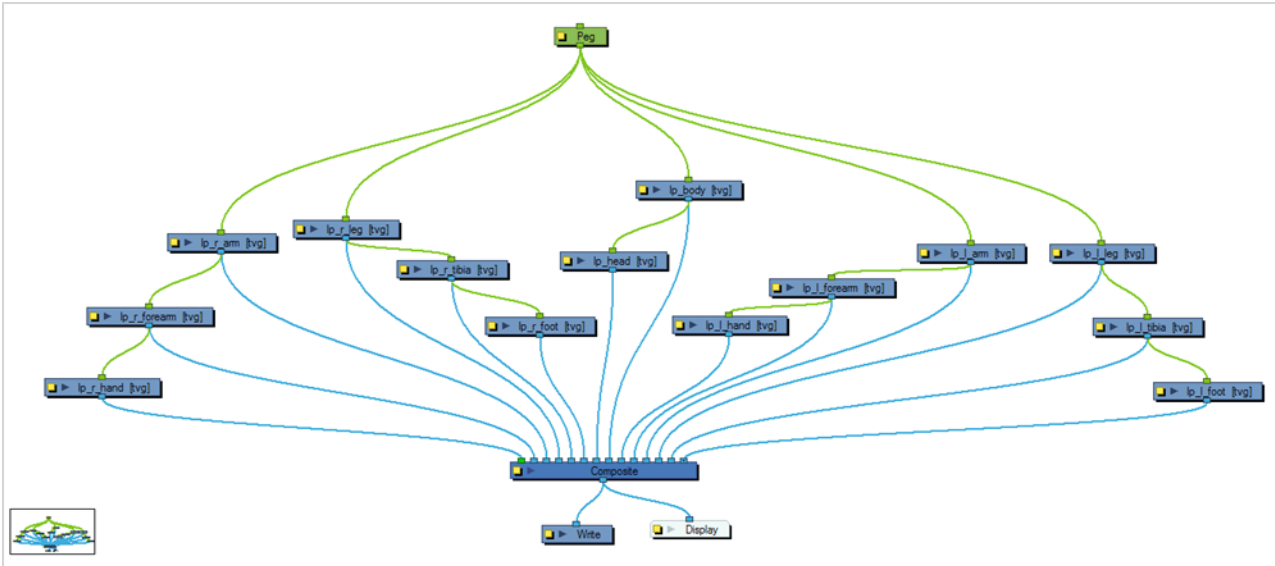 Peg
lp_body [tvg]
lp_r_leg [tvg]
lp_r_arm [tvg]
lp_l_arm [tvg]
lp_l_leg [tvg]
lp_head [tvg]
lp_r_tibia [tvg]
lp_l_forearm [tvg]
lp_r_forearm [tvg]
lp_r_foot [tvg]
lp_l_hand [tvg]
lp_l_tibia [tvg]
lp_r_hand [tvg]
lp_l_foot [tvg]
Composite
Write
Display